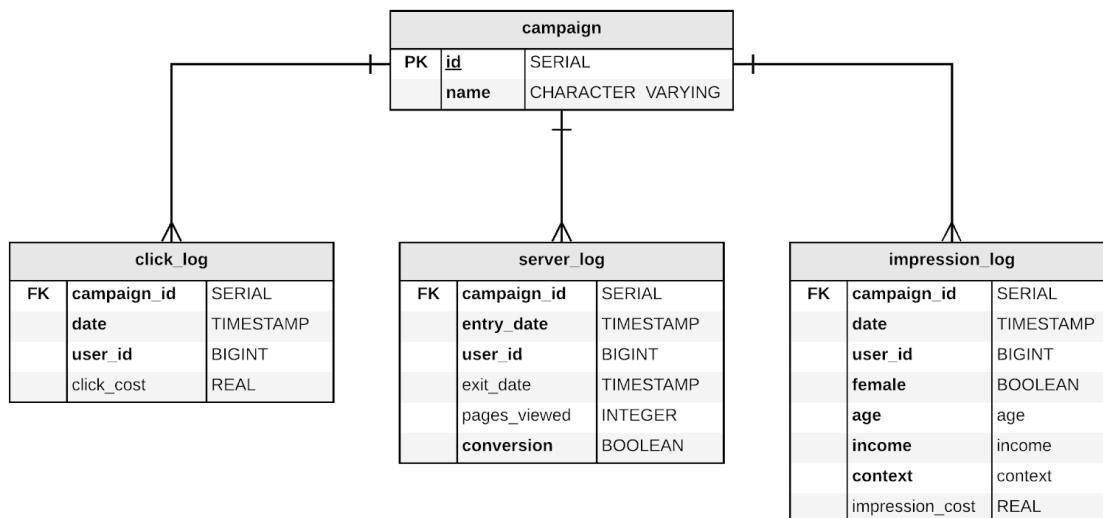 campaign
PK id SERIAL
name CHARACTER VARYING
click_log
FK campaign_id SERIAL
date TIMESTAMP
user_id BIGINT
click_cost REAL
server_log
FK campaign_id SERIAL
entry_date TIMESTAMP
user_id BIGINT
exit_date TIMESTAMP
pages_viewed INTEGER
conversion BOOLEAN
impression_log
FK campaign_id SERIAL
date TIMESTAMP
user_id BIGINT
female BOOLEAN
age age
income income
context context
impression_cost REAL